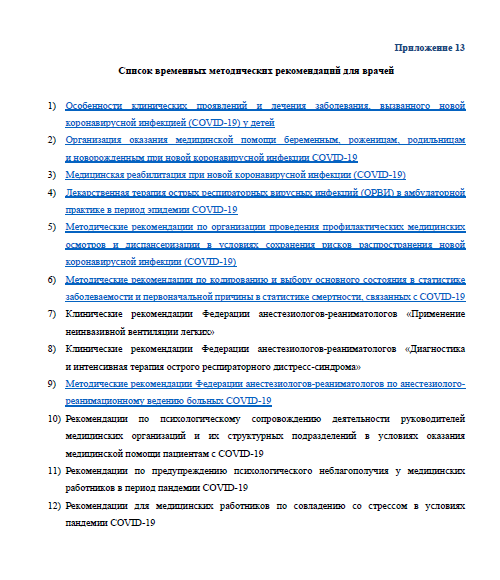 Приложение 13
Список временных методических рекомендаций для врачей
1) Особенности клинических проявлений и лечения заболевания, вызванного новой
коронавирусной инфекцией (COVID-19) у детей
2) Организация оказания медицинской помощи беременным, роженицам, родильницам
и новорожденным при новой коронавирусной инфекции COVID-19
3) Медицинская реабилитация при новой коронавирусной инфекции (COVID-19)
4) Лекарственная терапия острых респираторных вирусных инфекций (ОРВИ) в амбулаторной
практике в период эпидемии COVID-19
5) Методические рекомендации по организации проведения профилактических медицинских
осмотров и диспансеризации в условиях сохранения рисков распространения новой
коронавирусной инфекции (COVID-19)
6) Методические рекомендации по кодированию и выбору основного состояния в статистике
заболеваемости и первоначальной причины в статистике смертности, связанных с COVID-19
7) Клинические рекомендации Федерации анестезиологов-реаниматологов «Применение
неинвазивной вентиляции легких»
8) Клинические рекомендации Федерации анестезиологов-реаниматологов «Диагностика
и интенсивная терапия острого респираторного дистресс-синдрома»
9) Методические рекомендации Федерации анестезиологов-реаниматологов по анестезиолого-
реанимационному ведению больных COVID-19
10) Рекомендации по психологическому сопровождению деятельности руководителей
медицинских организаций и их структурных подразделений в условиях оказания
медицинской помощи пациентам с COVID-19
11) Рекомендации по предупреждению психологического неблагополучия у медицинских
работников в период пандемии COVID-19
12) Рекомендации для медицинских работников по совладению со стрессом в условиях
пандемии COVID-19